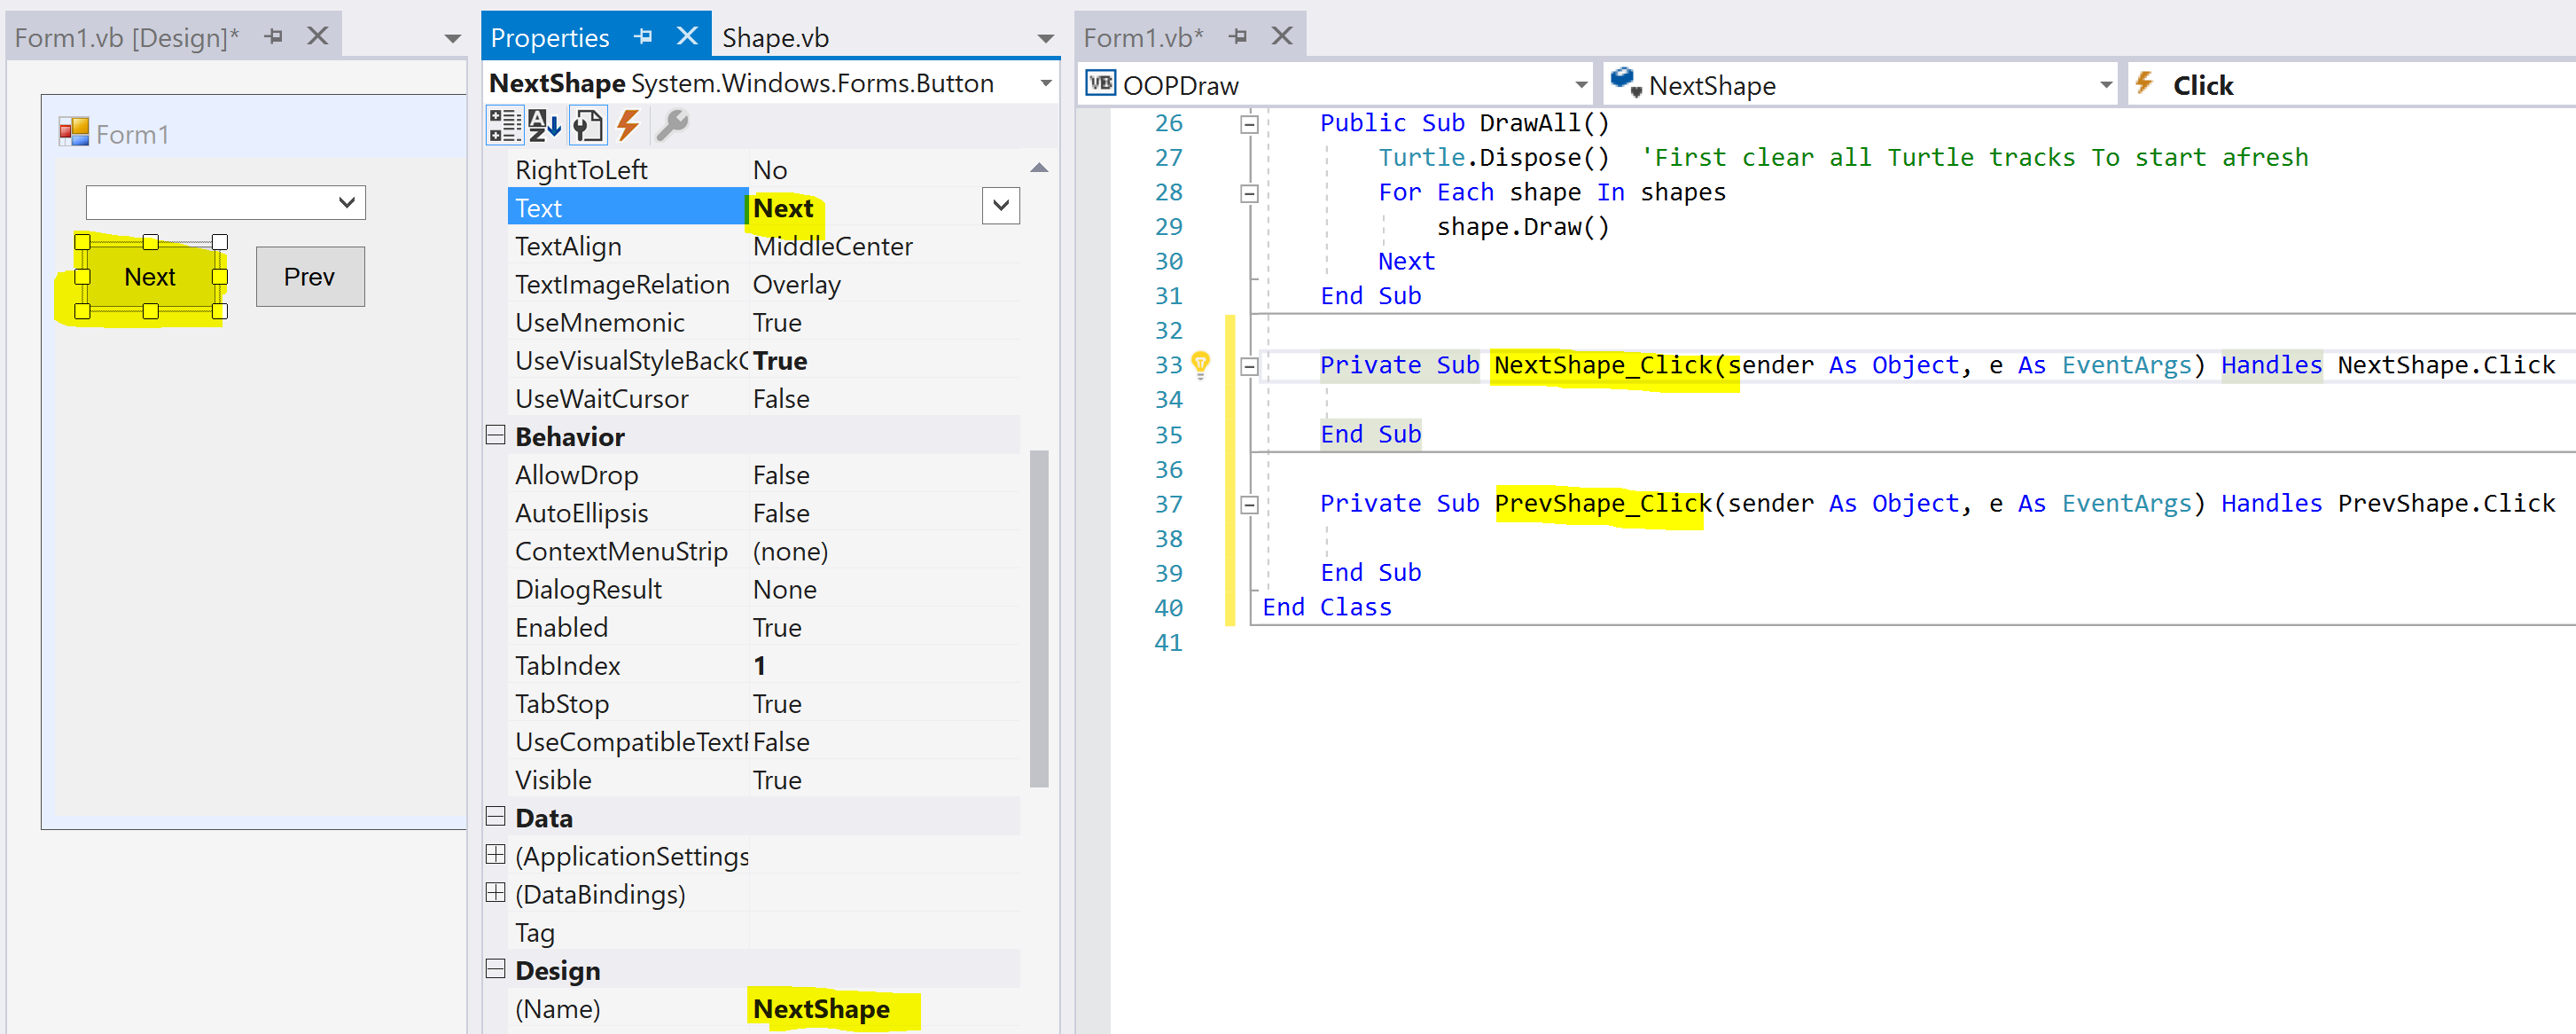 Form1.vb [Design]*
Form1
Next
Prev
Properties
Shape.vb
NextShape System.Windows.Forms.Button
RightToLeft No
Text Next
TextAlign MiddleCenter
TextImageRelation Overlay
UseMnemonic True
UseVisualStyleBackC True
UseWaitCursor False
Behavior
AllowDrop False
AutoEllipsis False
ContextMenuStrip (none)
DialogResult None
Enabled True
TabIndex 1
TabStop True
UseCompatibleTextF False
Visible True
Data
(ApplicationSettings
(DataBindings)
Tag
Design
(Name) NextShape
Form1.vb*
VB OOPDraw
NextShape
Click
26 Public Sub DrawAll()
27 Turtle.Dispose() 'First clear all Turtle tracks To start afresh
28 For Each shape In shapes
29 shape.Draw()
30 Next
31 End Sub
32
33 Private Sub NextShape_Click(sender As Object, e As EventArgs) Handles NextShape.Click
34
35 End Sub
36
37 Private Sub PrevShape_Click(sender As Object, e As EventArgs) Handles PrevShape.Click
38
39 End Sub
40 End Class
41